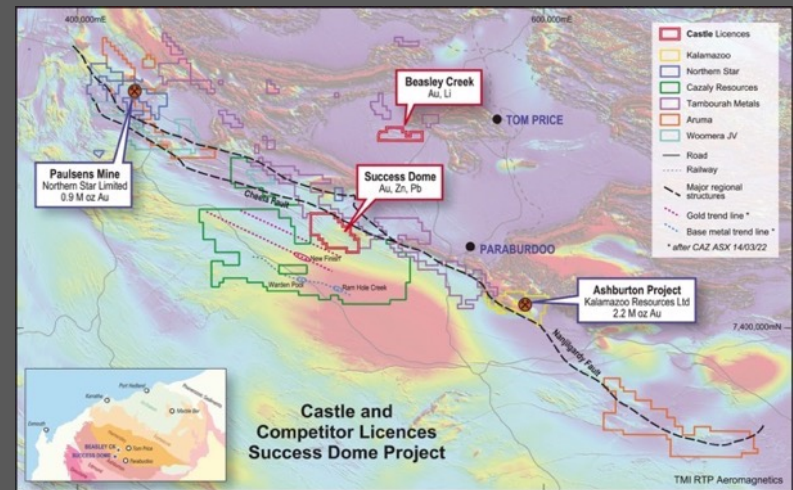 400,000mE
600,000mE
Castle Licences
Kalamazoo
Northern Star
Cazaly Resources
Tambourah Metals
Aruma
Woomera JV
Road
Railway
Major regional
structures
Gold trend line *
Base metal trend line *
* after CAZ ASX 14/03/22
Beasley Creek
Au, Li
TOM PRICE
Paulsens Mine
Northern Star Limited
0.9 M oz Au
Success Dome
Au, Zn, Pb
Cheela Fault
PARABURDOO
New Finish
Warden Pool
Ram Hole Creek
Ashburton Project
Kalamazoo Resources Ltd
2.2 M oz Au
7,400,000mN
Nanjilgardy Fault
Castle and
Competitor Licences
Success Dome Project
Port Hedland
Karratha
Marble Bar
Exmouth
BEASLEY CR
Tom Price
SUCCESS DOME
Paraburdoo
TMI RTP Aeromagnetics